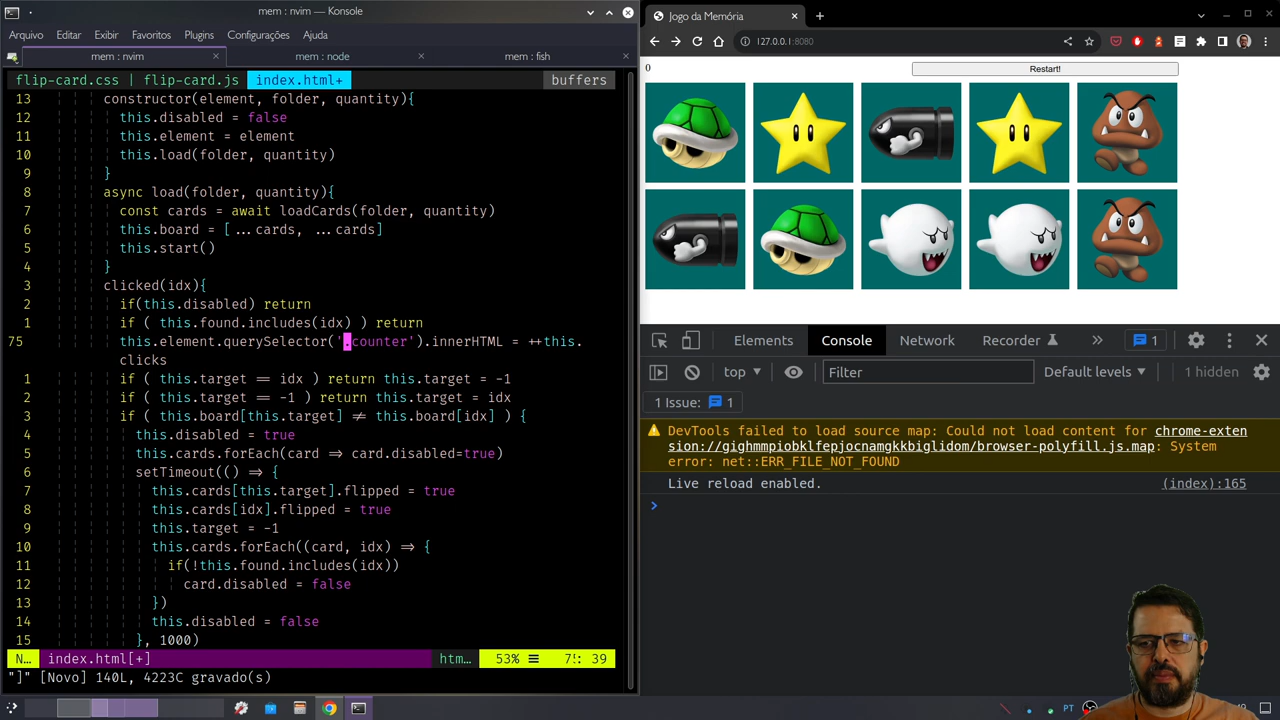 mem : nvim — Konsole
Arquivo Editar Exibir Favoritos Plugins Configurações Ajuda
mem : nvim
mem : node
mem : fish
flip-card.css | flip-card.js index.html+ buffers
13 constructor(element, folder, quantity){
12 this.disabled = false
11 this.element = element
10 this.load(folder, quantity)
9 }
8 async load(folder, quantity){
7 const cards = await loadCards(folder, quantity)
6 this.board = [ ...cards, ...cards]
5 this.start()
4 }
3 clicked(idx){
2 if(this.disabled) return
1 if ( this.found.includes(idx) ) return
75 this.element.querySelector('.counter').innerHTML = ++this.
clicks
1 if ( this.target == idx ) return this.target = -1
2 if ( this.target == -1 ) return this.target = idx
3 if ( this.board[this.target] ≠ this.board[idx] ) {
4 this.disabled = true
5 this.cards.forEach(card ⇒ card.disabled=true)
6 setTimeout(() ⇒ {
7 this.cards[this.target].flipped = true
8 this.cards[idx].flipped = true
9 this.target = -1
10 this.cards.forEach((card, idx) ⇒ {
11 if(!this.found.includes(idx))
12 card.disabled = false
13 })
14 this.disabled = false
15 }, 1000)
N… index.html[+] htm… 53% 39
"]" [Novo] 140L, 4223C gravado(s)
Jogo da Memória
127.0.0.1:8080
0 Restart!
Elements Console Network Recorder 1
top Filter Default levels 1 hidden
1 Issue: 1
DevTools failed to load source map: Could not load content for chrome-exten
sion://gighmmpiobklfepjocnamgkkbiglidom/browser-polyfill.js.map: System
error: net::ERR_FILE_NOT_FOUND
Live reload enabled. (index):165
PT